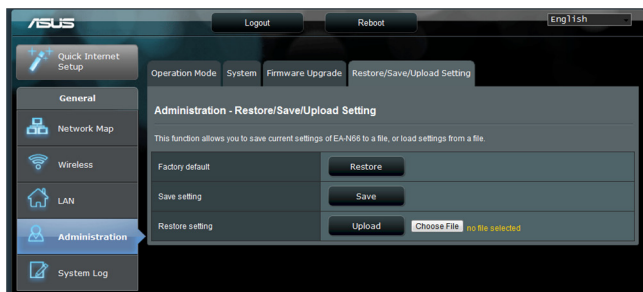 ASUS
Logout
Reboot
English
Quick Internet
Setup
General
Network Map
Wireless
LAN
Administration
System Log
Operation Mode
System
Firmware Upgrade
Restore/Save/Upload Setting
Administration - Restore/Save/Upload Setting
This function allows you to save current settings of EA-N66 to a file, or load settings from a file.
Factory default
Restore
Save setting
Save
Restore setting
Upload
Choose File
no file selected